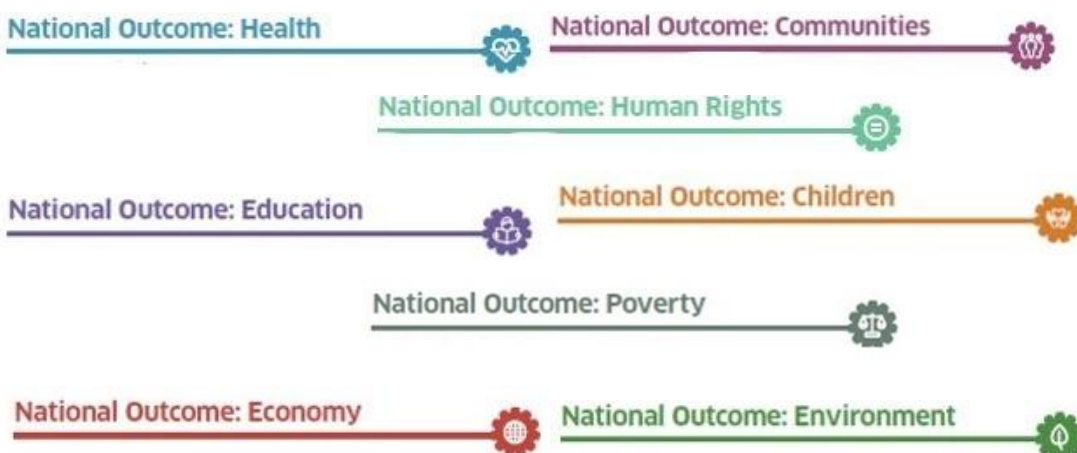 National Outcome: Health
National Outcome: Communities
National Outcome: Human Rights
National Outcome: Education
National Outcome: Children
National Outcome: Poverty
National Outcome: Economy
National Outcome: Environment